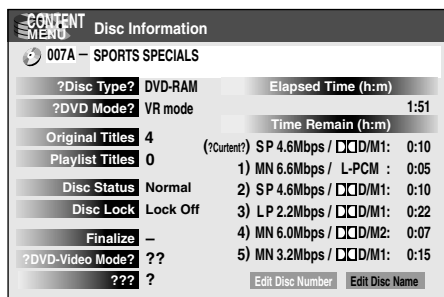 CONTENT
MENU
Disc Information
007A – SPORTS SPECIALS
?Disc Type? DVD-RAM
?DVD Mode? VR mode
Original Titles 4
Playlist Titles 0
Disc Status Normal
Disc Lock Lock Off
Finalize –
?DVD-Video Mode? ??
??? ?
Elapsed Time (h:m)
1:51
Time Remain (h:m)
(?Curtent?) SP 4.6Mbps / D/M1: 0:10
1) MN 6.6Mbps / L-PCM : 0:05
2) SP 4.6Mbps / D/M1: 0:10
3) LP 2.2Mbps / D/M1: 0:22
4) MN 6.0Mbps / D/M2: 0:07
5) MN 3.2Mbps / D/M1: 0:15
Edit Disc Number Edit Disc Name